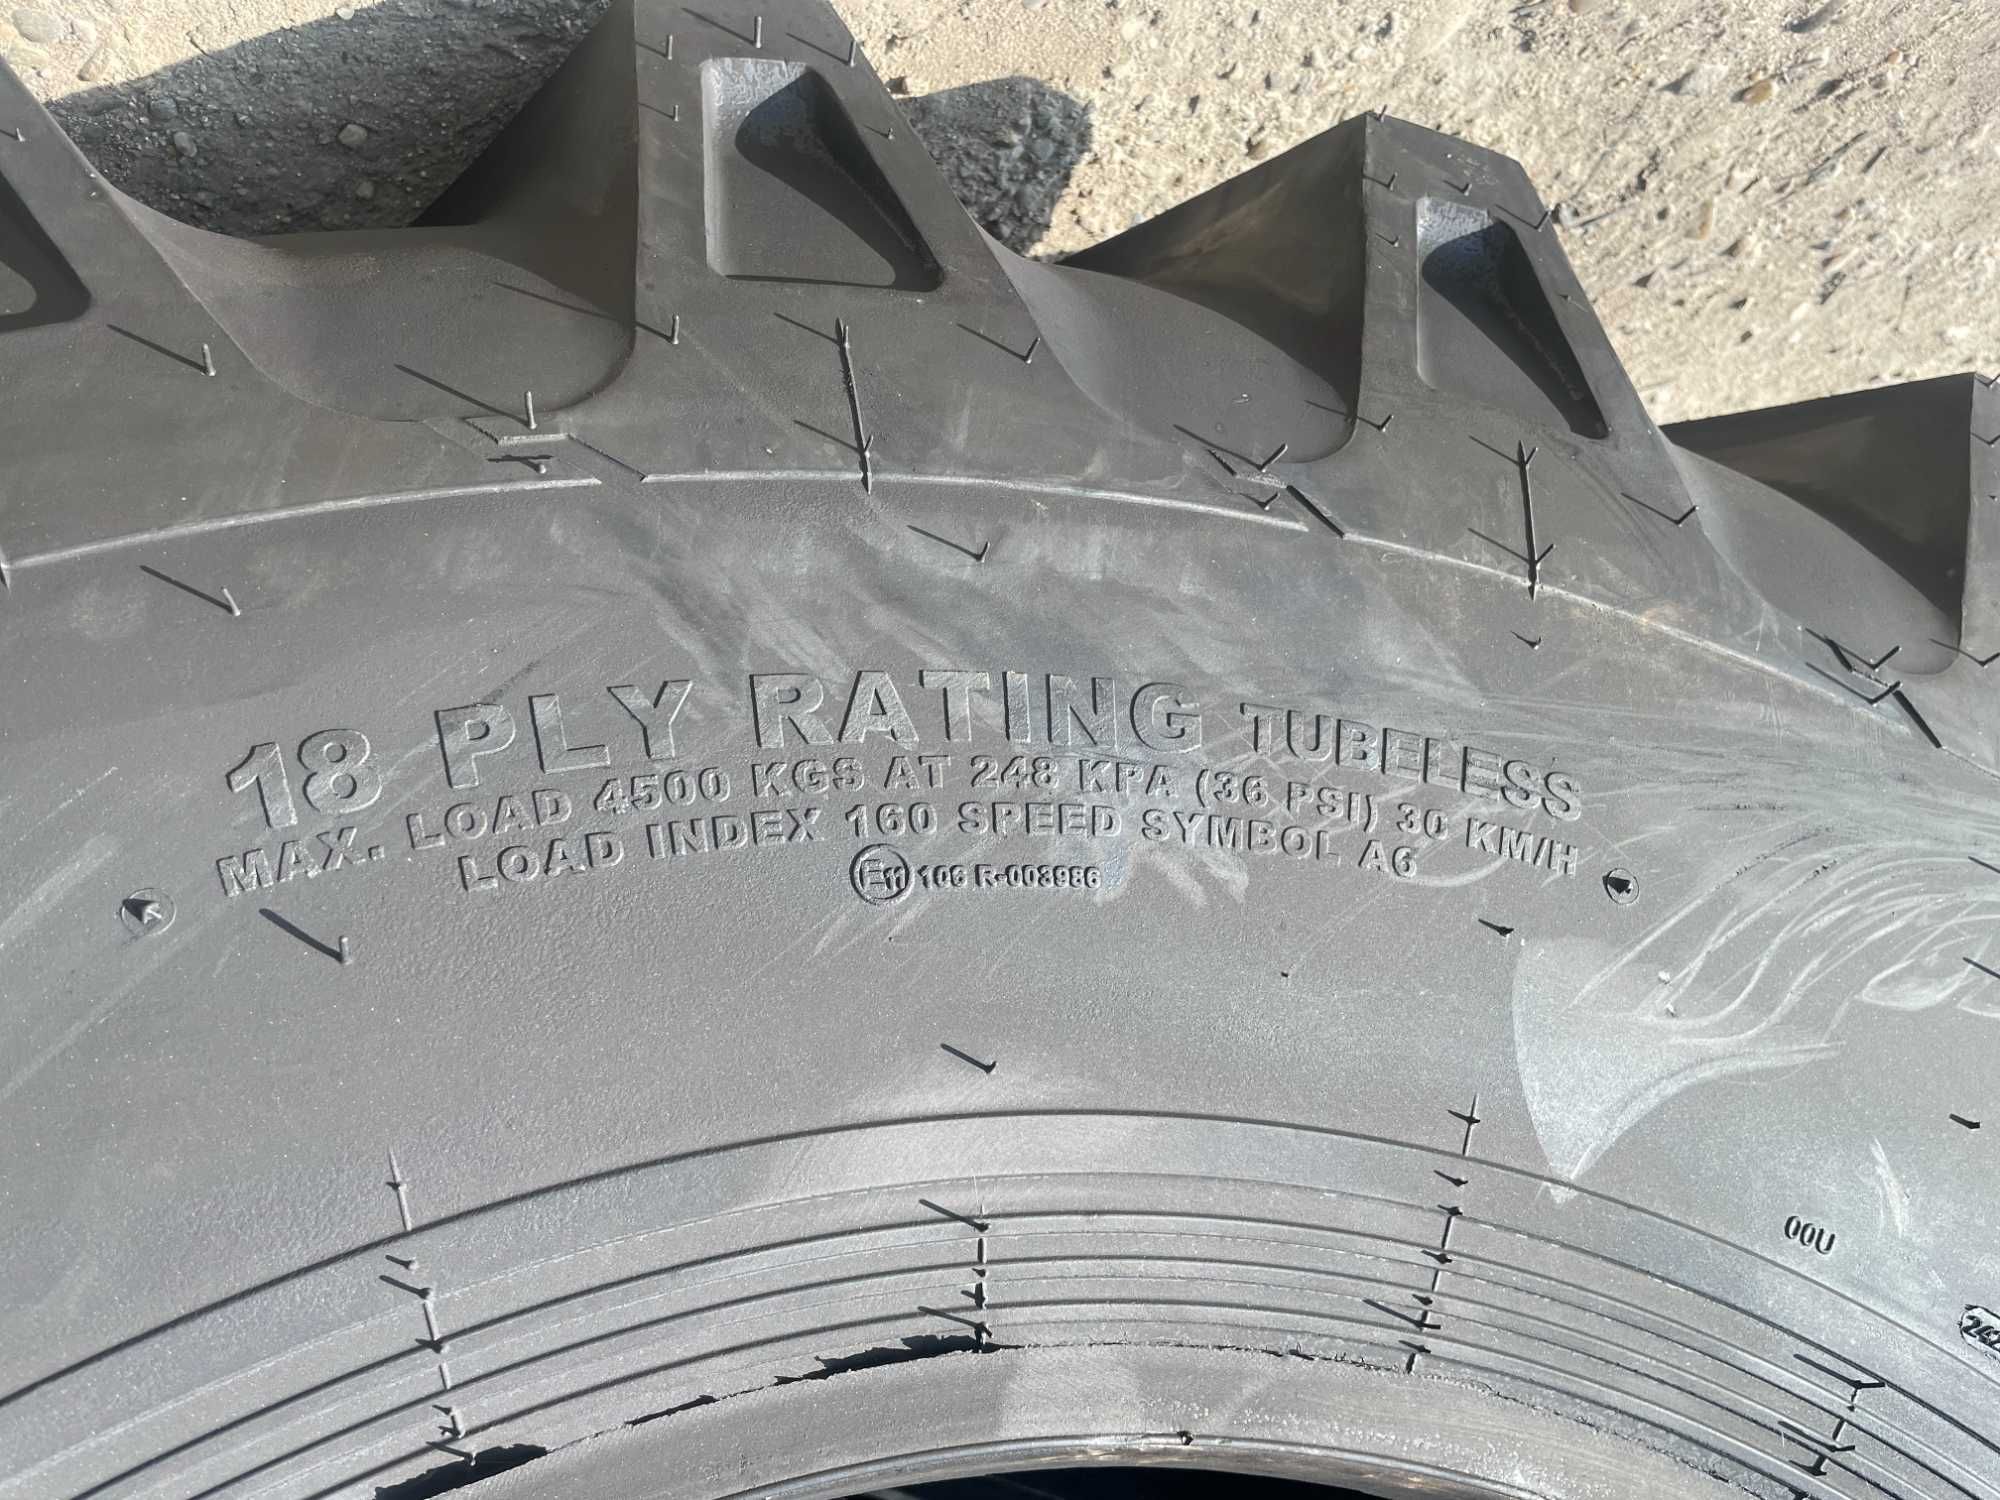 18 PLY RATING TUBELESS
MAX. LOAD 4500 KGS AT 248 KPA (36 PSI) 30 KM/H
LOAD INDEX 160 SPEED SYMBOL A6
E11 106 R-003986
00U